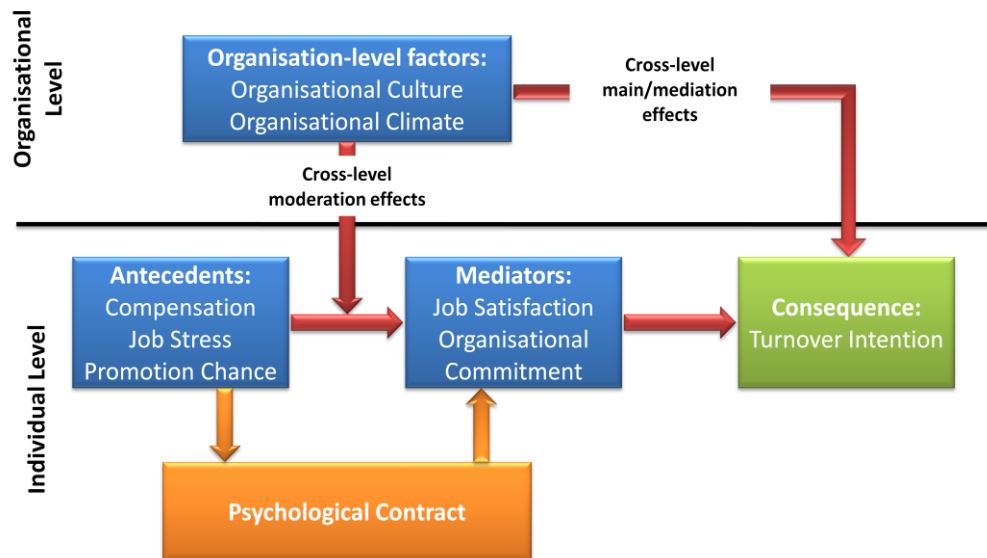 Organisational
Level
Organisation-level factors:
Organisational Culture
Organisational Climate
Cross-level
main/mediation
effects
Cross-level
moderation effects
Individual Level
Antecedents:
Compensation
Job Stress
Promotion Chance
Mediators:
Job Satisfaction
Organisational
Commitment
Consequence:
Turnover Intention
Psychological Contract